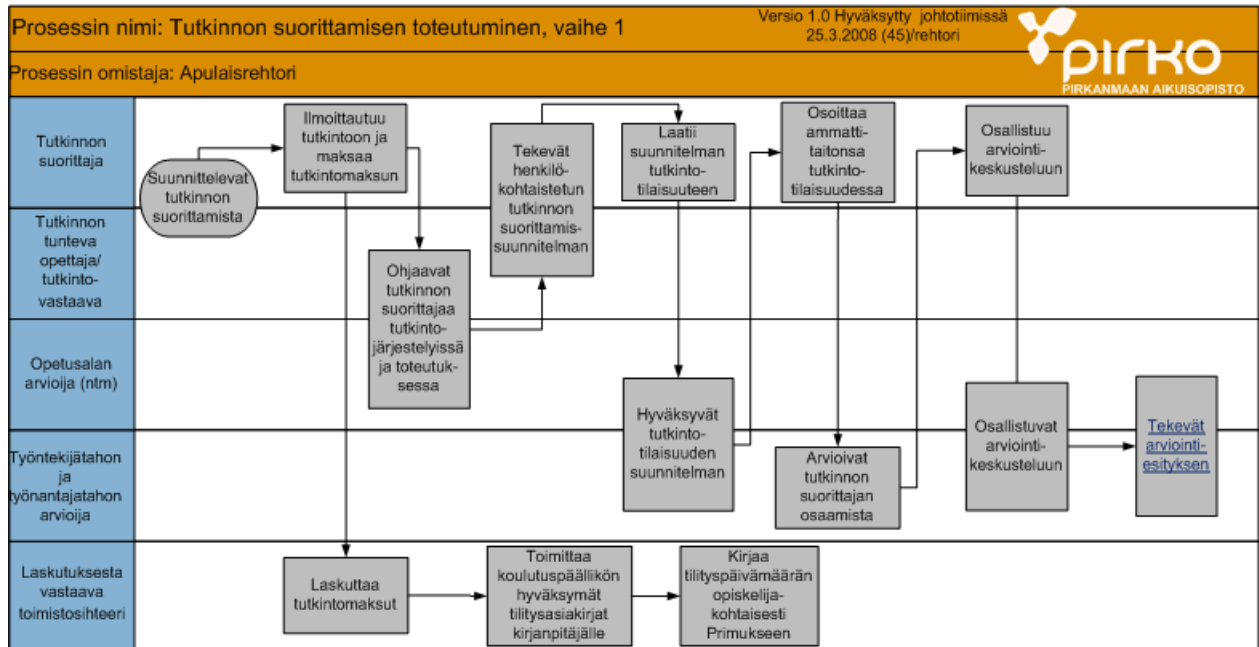 Prosessin nimi: Tutkinnon suorittamisen toteutuminen, vaihe 1
Versio 1.0 Hyväksytty johtotiimissä
25.3.2008 (45)/rehtori
pirko
PIRKANMAAN AIKUISOPISTO
Prosessin omistaja: Apulaisrehtori
Tutkinnon
suorittaja
Suunnittelevat
tutkinnon
suorittamista
Ilmoittautuu
tutkintoon ja
maksaa
tutkintomaksun
Tekevät
henkilö-
kohtaistetun
tutkinnon
suorittamis-
suunnitelman
Laatii
suunnitelman
tutkinto-
tilaisuuteen
Osoittaa
ammatti-
taitonsa
tutkinto-
tilaisuudessa
Osallistuu
arviointi-
keskusteluun
Tutkinnon
tunteva
opettaja/
tutkinto-
vastaava
Ohjaavat
tutkinnon
suorittajaa
tutkinto-
järjestelyissä
ja toteutuk-
sessa
Opetusalan
arvioija (ntm)
Hyväksyvät
tutkinto-
tilaisuuden
suunnitelman
Osallistuvat
arviointi-
keskusteluun
Tekevät
arviointi-
esityksen
Työntekijätahon
ja
työnantajatahon
arvioija
Arvioivat
tutkinnon
suorittajan
osaamista
Laskutuksesta
vastaava
toimistosihteeri
Laskuttaa
tutkintomaksut
Toimittaa
koulutuspäällikön
hyväksymät
tilitysasiakirjat
kirjanpitäjälle
Kirjaa
tilityspäivämäärän
opiskelija-
kohtaisesti
Primukseen